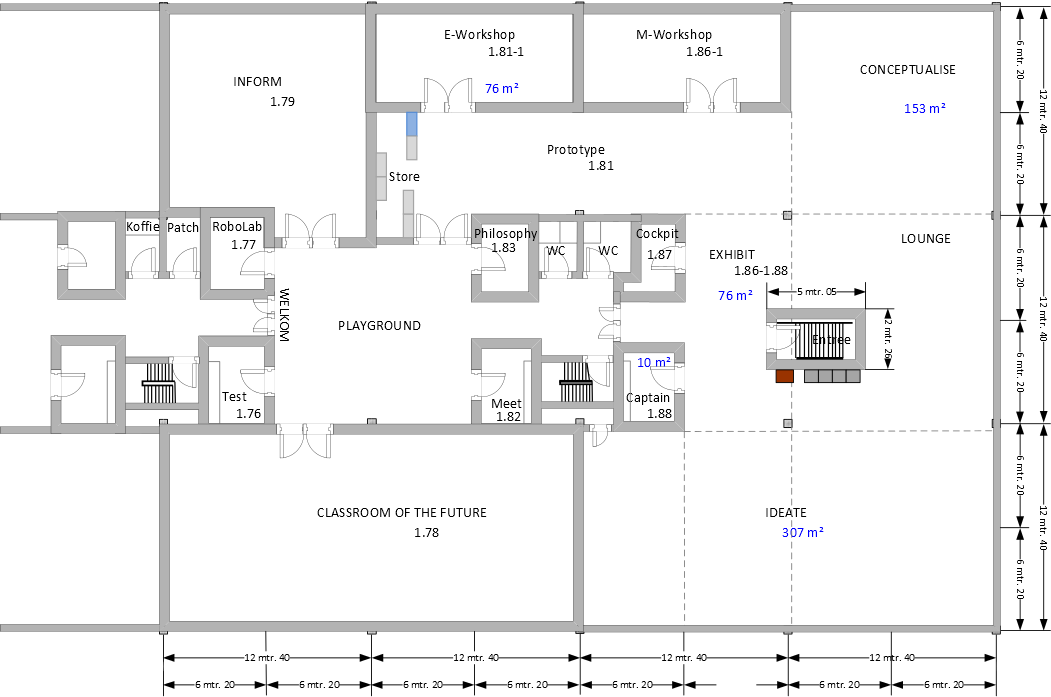 E-Workshop
1.81-1
76 m²
M-Workshop
1.86-1
CONCEPTUALISE
153 m²
INFORM
1.79
Prototype
1.81
Store
Koffie
Patch
RoboLab
1.77
Philosophy
1.83
WC
WC
Cockpit
1.87
EXHIBIT
1.86-1.88
76 m²
LOUNGE
5 mtr. 05
2 mtr. 26
Entree
WELKOM
PLAYGROUND
10 m²
Test
1.76
Meet
1.82
Captain
1.88
CLASSROOM OF THE FUTURE
1.78
IDEATE
307 m²
6 mtr. 20
6 mtr. 20
6 mtr. 20
6 mtr. 20
6 mtr. 20
6 mtr. 20
12 mtr. 40
12 mtr. 40
12 mtr. 40
12 mtr. 40
12 mtr. 40
12 mtr. 40
12 mtr. 40
6 mtr. 20
6 mtr. 20
6 mtr. 20
6 mtr. 20
6 mtr. 20
6 mtr. 20
6 mtr. 20